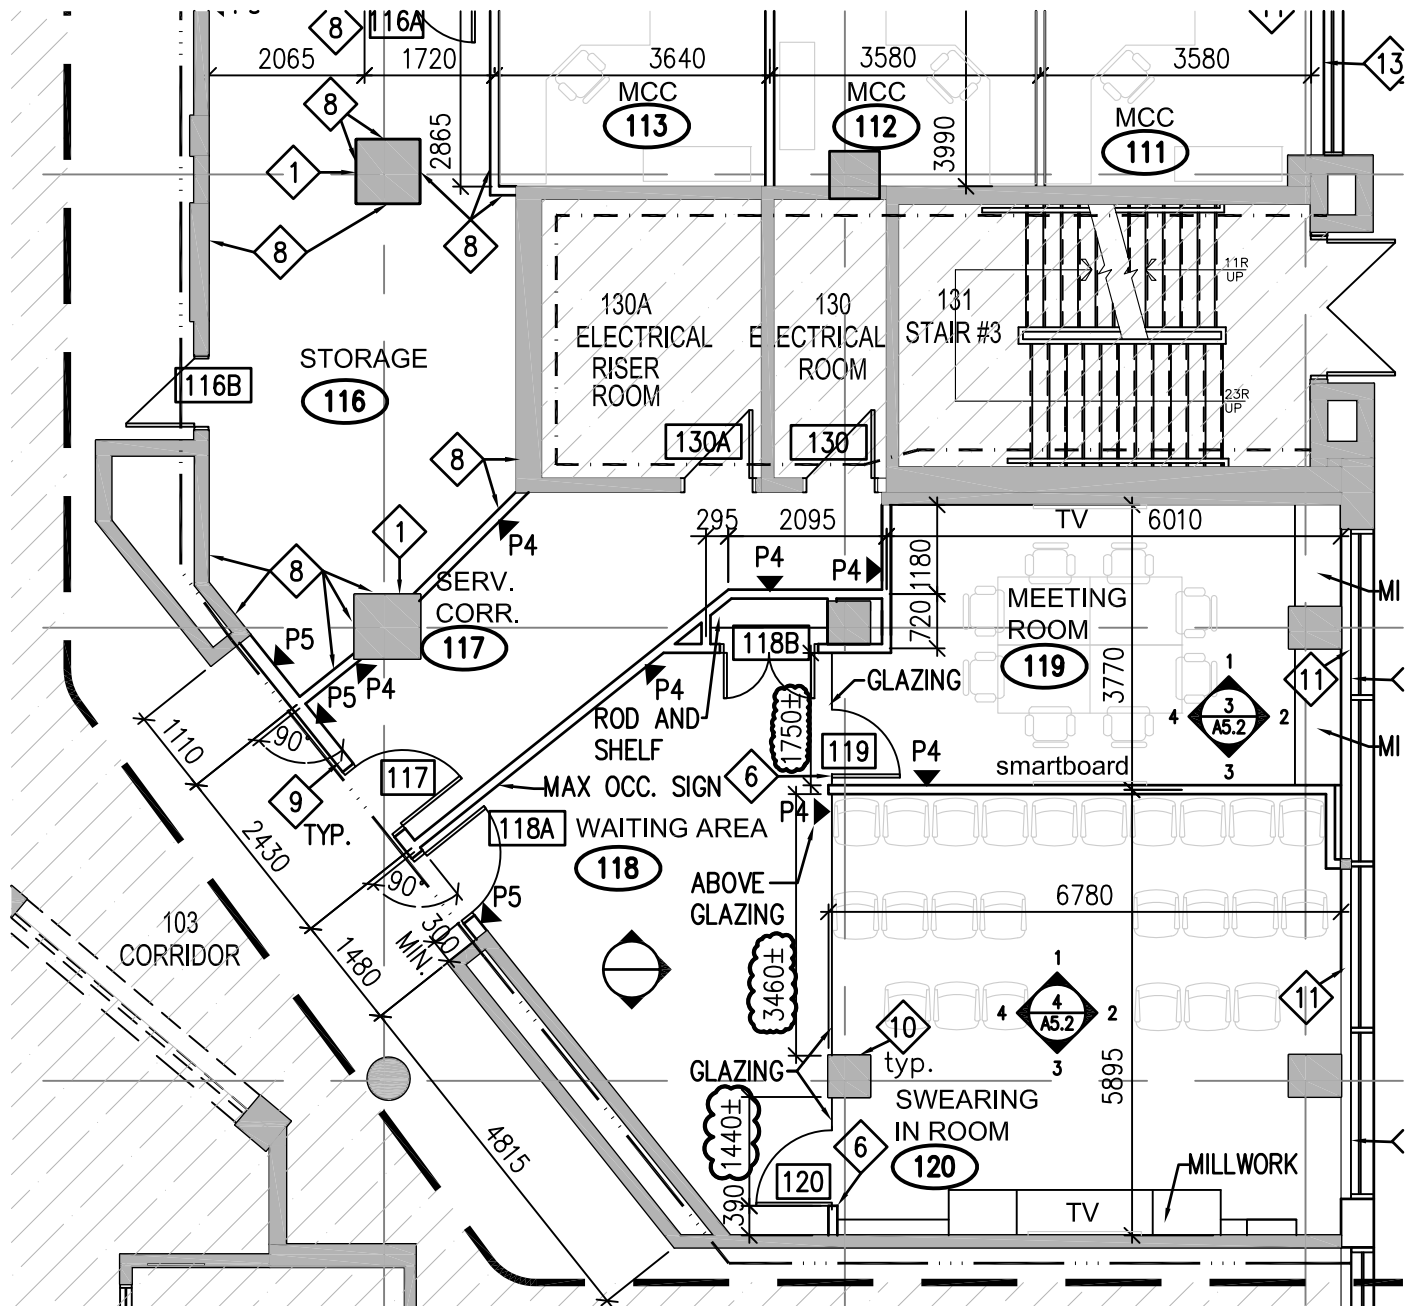 8
116A
11
2065
1720
3640
3580
3580
13
MCC
113
MCC
112
MCC
111
8
2865
3990
1
8
8
11R
UP
130A
ELECTRICAL
RISER
ROOM
130
ELECTRICAL
ROOM
131
STAIR #3
STORAGE
116
116B
23R
UP
130A
130
8
1
P4
295
2095
TV
6010
P4
P4
1180
8
SERV.
CORR.
117
720
MEETING
ROOM
119
MI
P5
118B
3770
P5
P4
P4
GLAZING
11
1
4
3
A5.2
2
3
ROD AND
SHELF
1750±
119
MI
1110
90°
117
6
P4
smartboard
9
TYP.
MAX OCC. SIGN
P4
2430
118A
WAITING AREA
118
90°
P5
ABOVE
GLAZING
6780
103
CORRIDOR
300
MIN.
1480
3460±
1
4
4
A5.2
2
3
11
10
typ.
GLAZING
5895
SWEARING
IN ROOM
120
1440±
4815
6
MILLWORK
120
390
TV